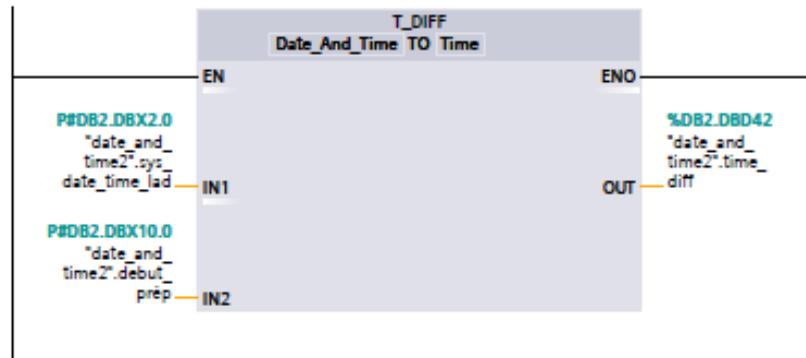 T_DIFF
Date_And_Time TO Time
EN
ENO
P#DB2.DBX2.0
"date_and_
time2".sys_
date_time_lad
IN1
%DB2.DBD42
"date_and_
time2".time_
diff
OUT
P#DB2.DBX10.0
"date_and_
time2".debut_
prép
IN2